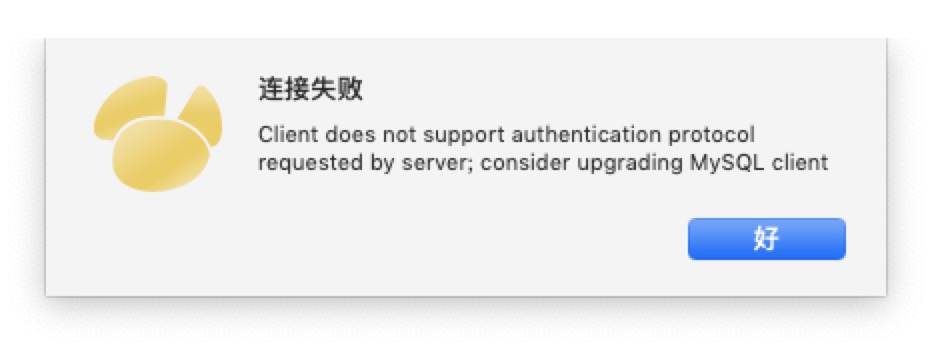 连接失败
Client does not support authentication protocol
requested by server; consider upgrading MySQL client
好